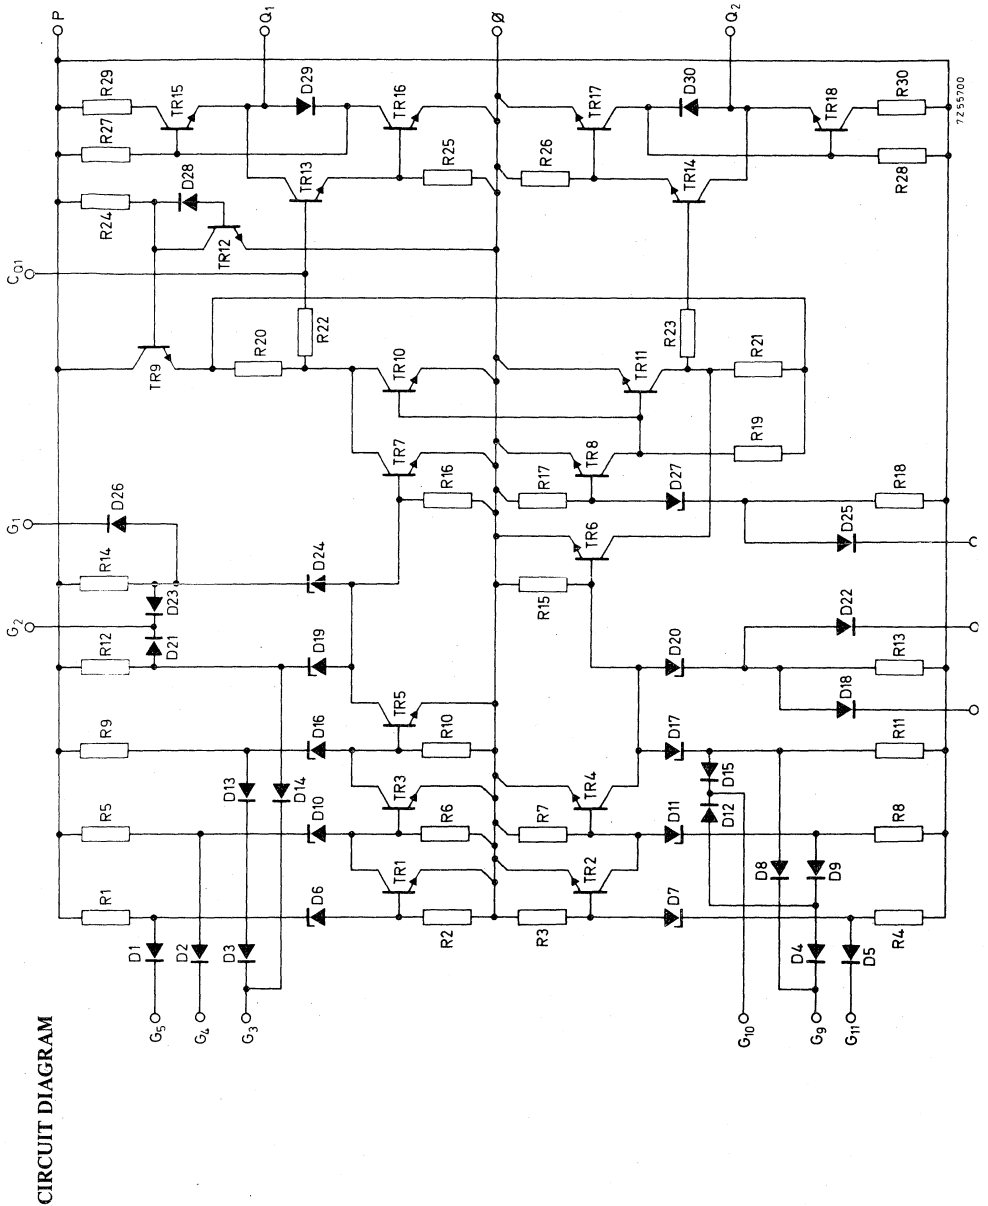 CIRCUIT DIAGRAM
P
Q1
Ø
Q2
CQ1
G1
G2
R29
TR15
D29
TR16
TR17
D30
TR18
R30
7255700
R27
D28
TR13
R25
R26
TR14
R28
R24
TR12
TR9
R20
R22
TR10
TR11
R23
R21
D26
TR7
R16
R17
TR8
D27
R19
R18
R14
D23
D24
TR6
R15
D25
R12
D21
D19
D20
D22
R13
D18
R9
D13
D16
D14
TR5
R10
D17
D15
R11
R5
D10
TR3
R6
R7
TR4
D11
D12
R8
R1
D6
TR1
R2
R3
TR2
D7
D8
D9
R4
D1
D2
D3
D4
D5
G5
G4
G3
G10
G9
G11